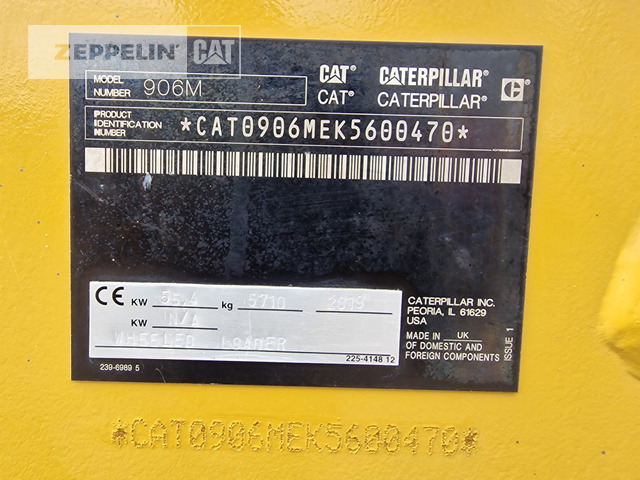 ZEPPELIN CAT
MODEL NUMBER 906M
CAT® CATERPILLAR®
CAT® CATERPILLAR®
PRODUCT IDENTIFICATION NUMBER *CAT0906MEK5600470*
CE KW 55,4 kg 5710 2019
KW N/A
WHEELED LOADER
225-4148 12
239-6989 5
CATERPILLAR INC.
PEORIA, IL 61629
USA
MADE IN UK
OF DOMESTIC AND
FOREIGN COMPONENTS
ISSUE 1
*CAT0906MEK5600470*